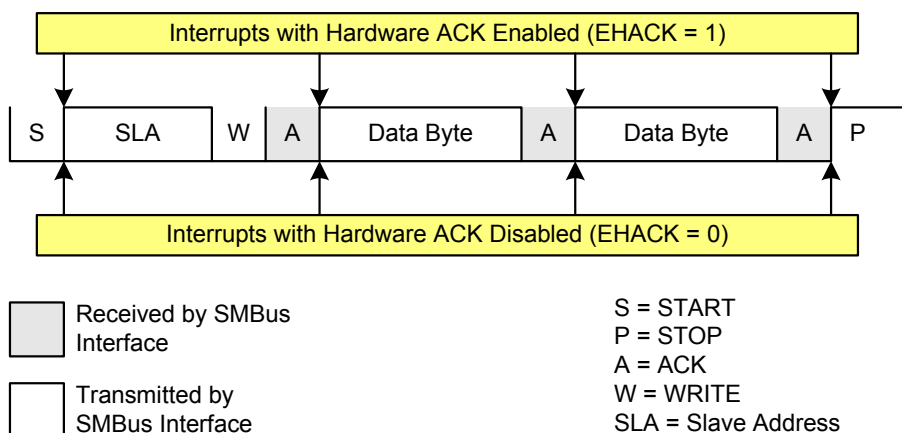 Interrupts with Hardware ACK Enabled (EHACK = 1)
S SLA W A Data Byte A Data Byte A P
Interrupts with Hardware ACK Disabled (EHACK = 0)
Received by SMBus
Interface
Transmitted by
SMBus Interface
S = START
P = STOP
A = ACK
W = WRITE
SLA = Slave Address